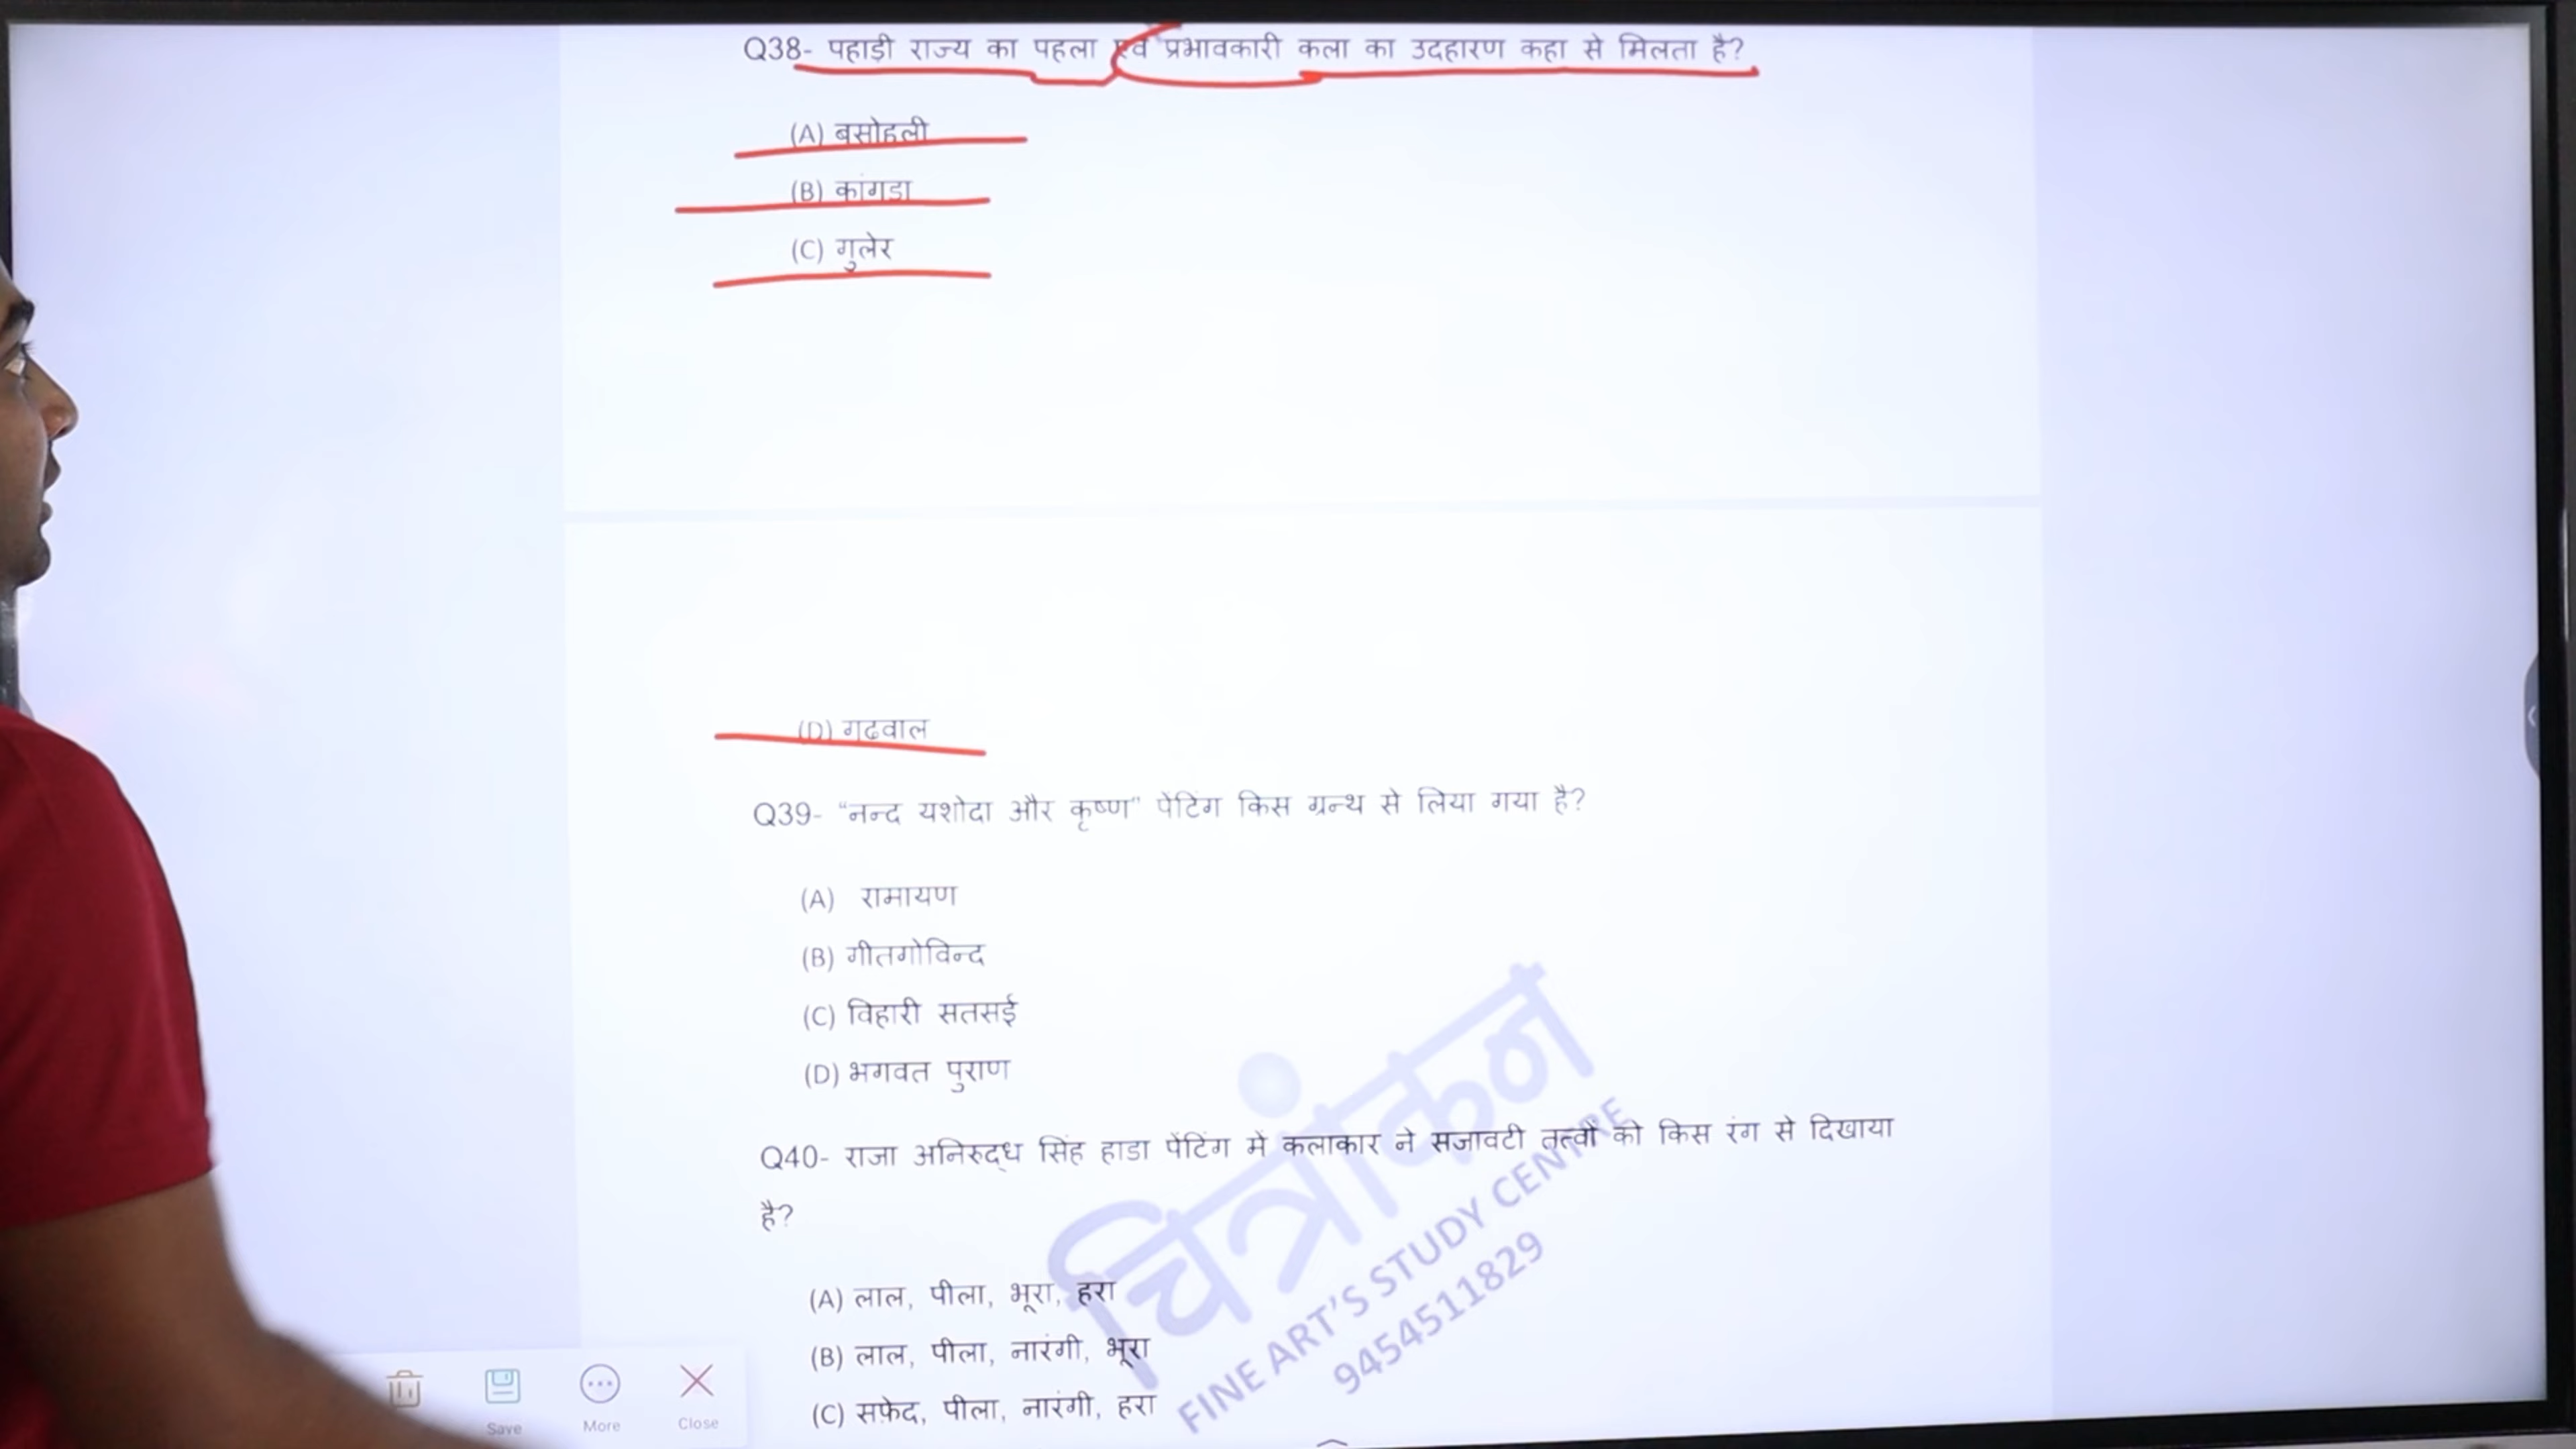 Q38- पहाड़ी राज्य का पहला एवं प्रभावकारी कला का उदहारण कहा से मिलता है?
(A) बसोहली
(B) कांगडा
(C) गुलेर
(D) गढवाल
Q39- “नन्द यशोदा और कृष्ण” पेंटिंग किस ग्रन्थ से लिया गया है?
(A) रामायण
(B) गीतगोविन्द
(C) विहारी सतसई
(D) भगवत पुराण
Q40- राजा अनिरुद्ध सिंह हाडा पेंटिंग में कलाकार ने सजावटी तत्वों को किस रंग से दिखाया
है?
(A) लाल, पीला, भूरा, हरा
(B) लाल, पीला, नारंगी, भूरा
(C) सफ़ेद, पीला, नारंगी, हरा
चित्रांकन
FINE ART'S STUDY CENTRE
9454511829
Save
More
Close